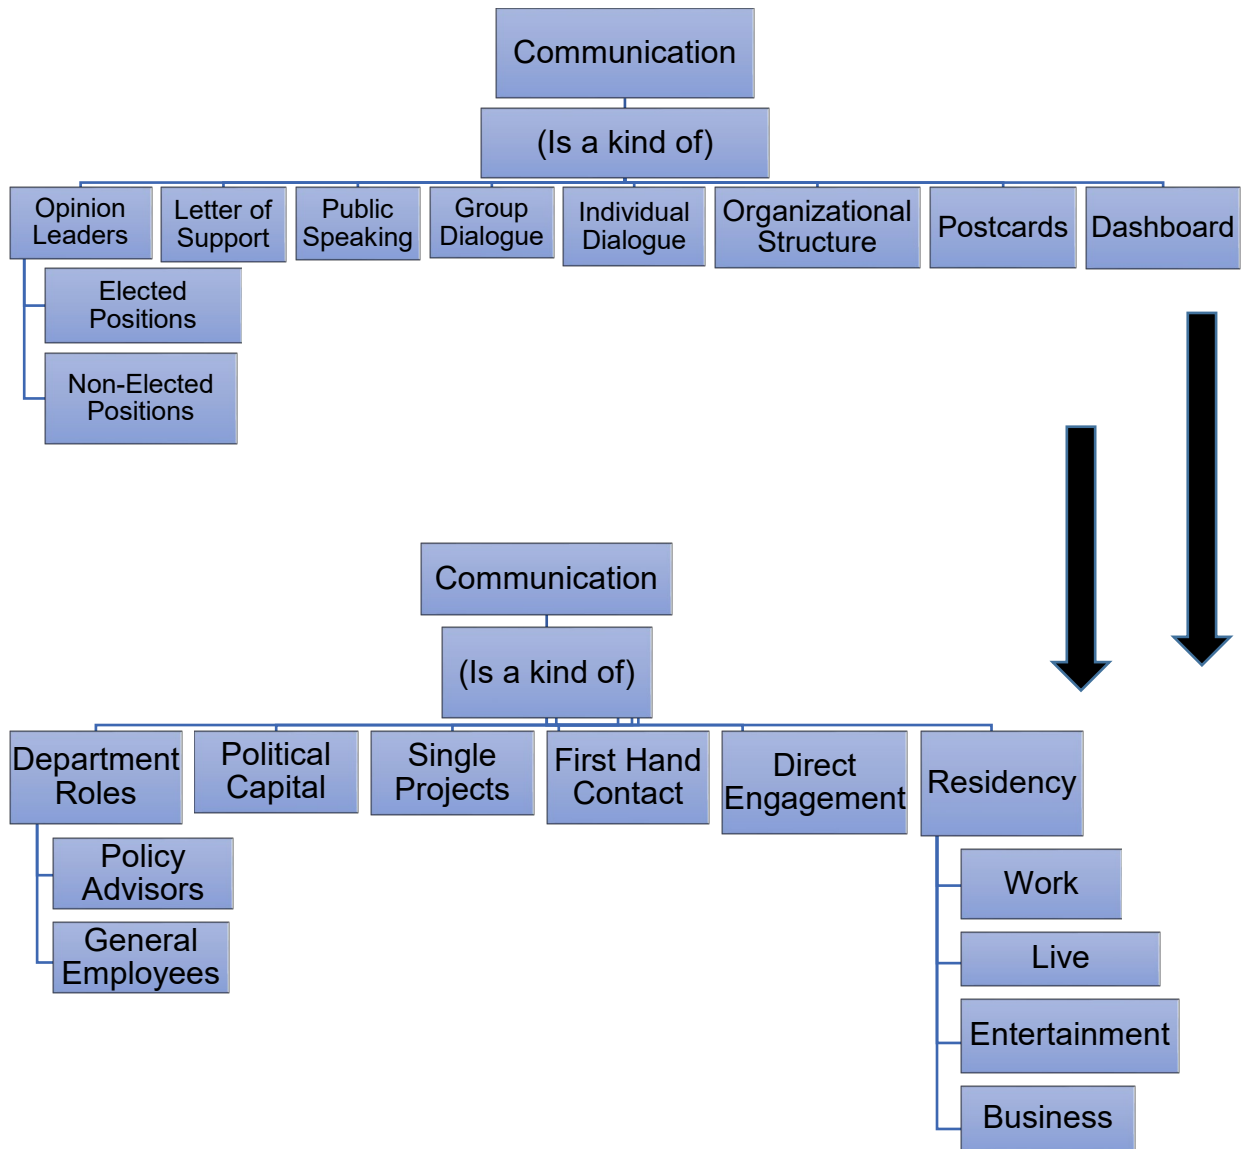 Communication
(Is a kind of)
Opinion
Leaders
Letter of
Support
Public
Speaking
Group
Dialogue
Individual
Dialogue
Organizational
Structure
Postcards
Dashboard
Elected
Positions
Non-Elected
Positions
Communication
(Is a kind of)
Department
Roles
Political
Capital
Single
Projects
First Hand
Contact
Direct
Engagement
Residency
Policy
Advisors
General
Employees
Work
Live
Entertainment
Business